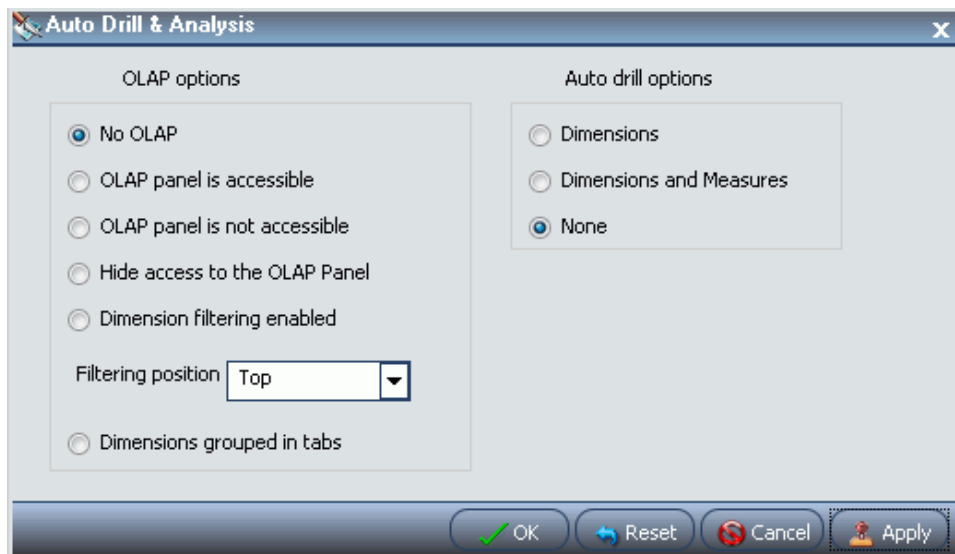 Auto Drill & Analysis
x
OLAP options
No OLAP
OLAP panel is accessible
OLAP panel is not accessible
Hide access to the OLAP Panel
Dimension filtering enabled
Filtering position Top
Dimensions grouped in tabs
Auto drill options
Dimensions
Dimensions and Measures
None
OK Reset Cancel Apply